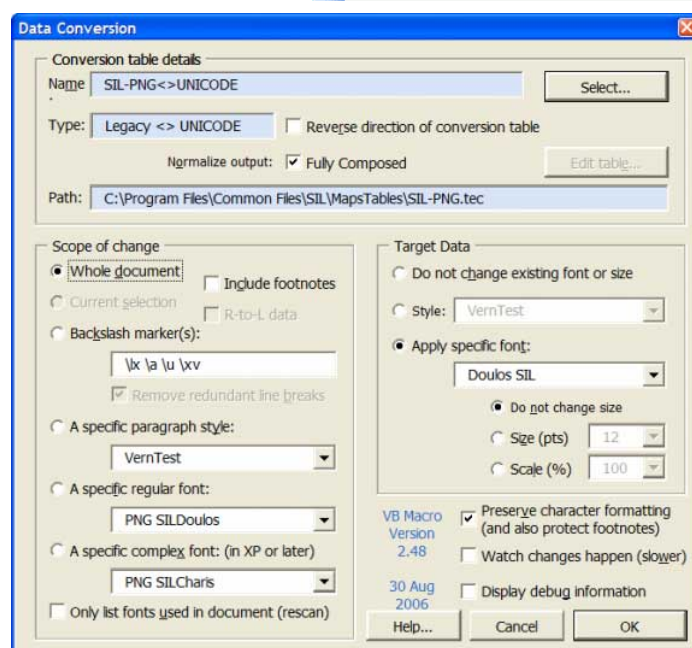 Data Conversion
Conversion table details
Name SIL-PNG<>UNICODE Select...
Type: Legacy <> UNICODE Reverse direction of conversion table
Normalize output: Fully Composed Edit table...
Path: C:\Program Files\Common Files\SIL\MapsTables\SIL-PNG.tec
Scope of change
Whole document
Include footnotes
Current selection
R-to-L data
Backslash marker(s):
\lx \a \u \xv
Remove redundant line breaks
A specific paragraph style:
VernTest
A specific regular font:
PNG SILDoulos
A specific complex font: (in XP or later)
PNG SILCharis
Only list fonts used in document (rescan)
Target Data
Do not change existing font or size
Style: VernTest
Apply specific font:
Doulos SIL
Do not change size
Size (pts) 12
Scale (%) 100
VB Macro
Version
2.48
30 Aug
2006
Preserve character formatting
(and also protect footnotes)
Watch changes happen (slower)
Display debug information
Help... Cancel OK